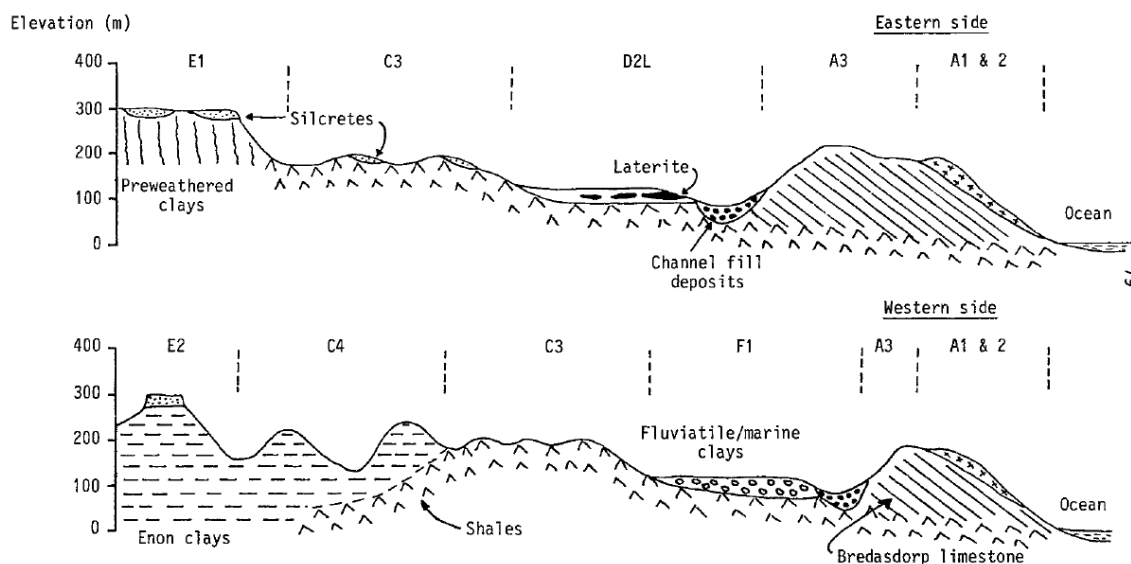 Elevation (m)
Eastern side
E1 C3 D2L A3 A1 & 2
400
300
200
100
0
Silcretes
Preweathered
clays
Laterite
Channel fill
deposits
Ocean
Western side
E2 C4 C3 F1 A3 A1 & 2
400
300
200
100
0
Fluviatile/marine
clays
Enon clays
Shales
Bredasdorp limestone
Ocean